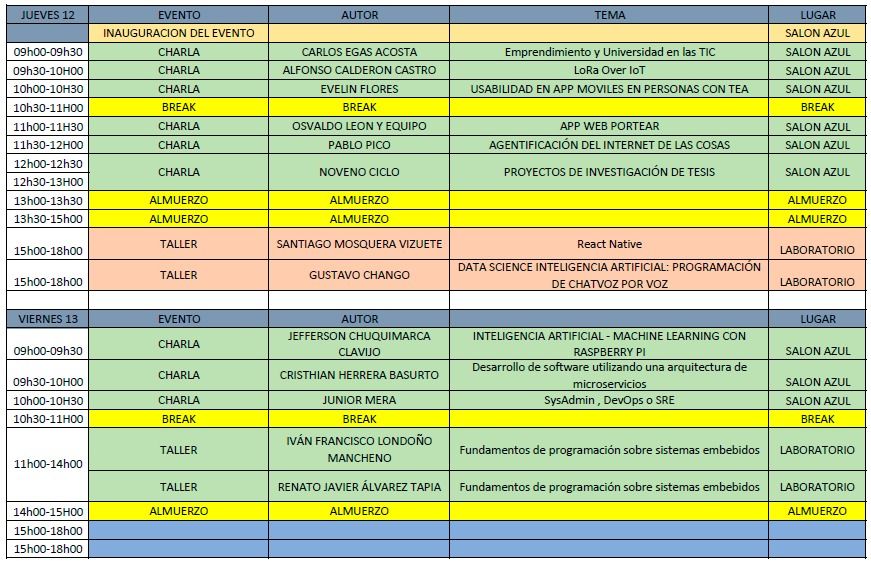 JUEVES 12 EVENTO AUTOR TEMA LUGAR
INAUGURACION DEL EVENTO SALON AZUL
09h00-09h30 CHARLA CARLOS EGAS ACOSTA Emprendimiento y Universidad en las TIC SALON AZUL
09h30-10H00 CHARLA ALFONSO CALDERON CASTRO LoRa Over IoT SALON AZUL
10h00-10H30 CHARLA EVELIN FLORES USABILIDAD EN APP MOVILES EN PERSONAS CON TEA SALON AZUL
10h30-11H00 BREAK BREAK BREAK
11h00-11H30 CHARLA OSVALDO LEON Y EQUIPO APP WEB PORTEAR SALON AZUL
11h30-12H00 CHARLA PABLO PICO AGENTIFICACIÓN DEL INTERNET DE LAS COSAS SALON AZUL
12h00-12h30
12h30-13H00 CHARLA NOVENO CICLO PROYECTOS DE INVESTIGACIÓN DE TESIS SALON AZUL
13h00-13h30 ALMUERZO ALMUERZO ALMUERZO
13h30-15h00 ALMUERZO ALMUERZO ALMUERZO
15h00-18h00 TALLER SANTIAGO MOSQUERA VIZUETE React Native LABORATORIO
15h00-18h00 TALLER GUSTAVO CHANGO DATA SCIENCE INTELIGENCIA ARTIFICIAL: PROGRAMACIÓN
DE CHATVOZ POR VOZ LABORATORIO
VIERNES 13 EVENTO AUTOR LUGAR
09h00-09h30 CHARLA JEFFERSON CHUQUIMARCA INTELIGENCIA ARTIFICIAL - MACHINE LEARNING CON
CLAVIJO RASPBERRY PI SALON AZUL
09h30-10H00 CHARLA CRISTHIAN HERRERA BASURTO Desarrollo de software utilizando una arquitectura de
microservicios SALON AZUL
10h00-10H30 CHARLA JUNIOR MERA SysAdmin , DevOps o SRE SALON AZUL
10h30-11H00 BREAK BREAK BREAK
11h00-14h00 TALLER IVÁN FRANCISCO LONDOÑO
MANCHENO Fundamentos de programación sobre sistemas embebidos LABORATORIO
TALLER RENATO JAVIER ÁLVAREZ TAPIA Fundamentos de programación sobre sistemas embebidos LABORATORIO
14h00-15H00 ALMUERZO ALMUERZO ALMUERZO
15h00-18h00
15h00-18h00